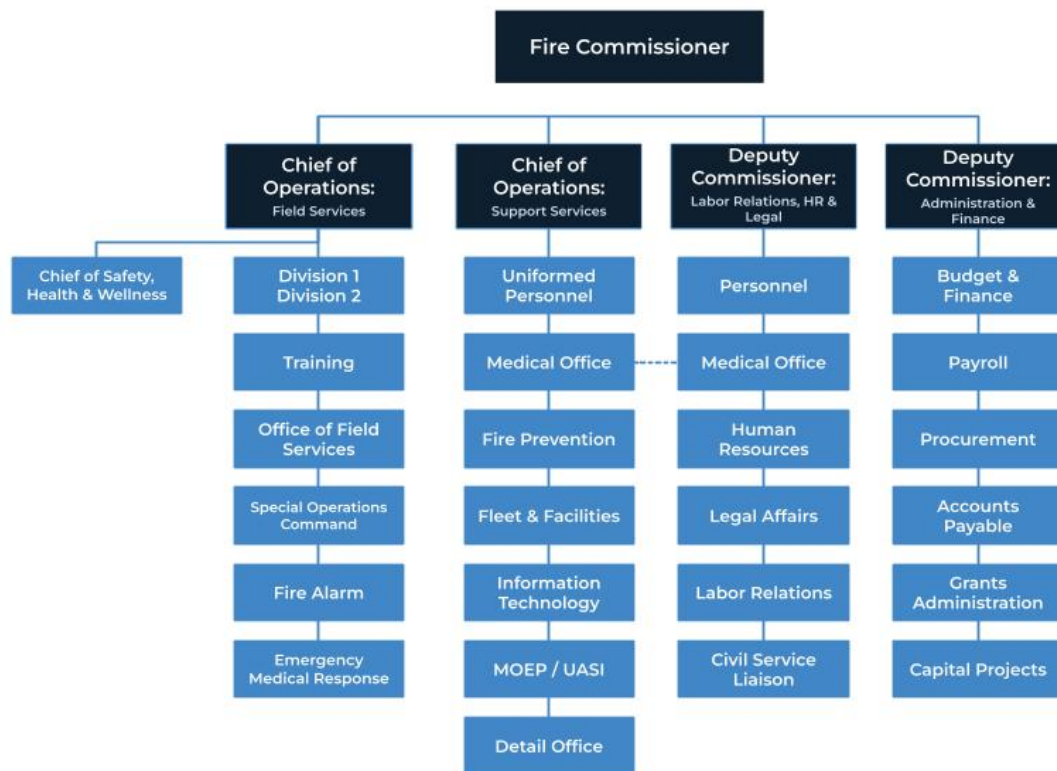 Fire Commissioner
Chief of
Operations:
Field Services
Chief of
Operations:
Support Services
Deputy
Commissioner:
Labor Relations, HR &
Legal
Deputy
Commissioner:
Administration &
Finance
Chief of Safety,
Health & Wellness
Division 1
Division 2
Training
Office of Field
Services
Special Operations
Command
Fire Alarm
Emergency
Medical Response
Uniformed
Personnel
Medical Office
Fire Prevention
Fleet & Facilities
Information
Technology
MOEP / UASI
Detail Office
Personnel
Medical Office
Human
Resources
Legal Affairs
Labor Relations
Civil Service
Liaison
Budget &
Finance
Payroll
Procurement
Accounts
Payable
Grants
Administration
Capital Projects